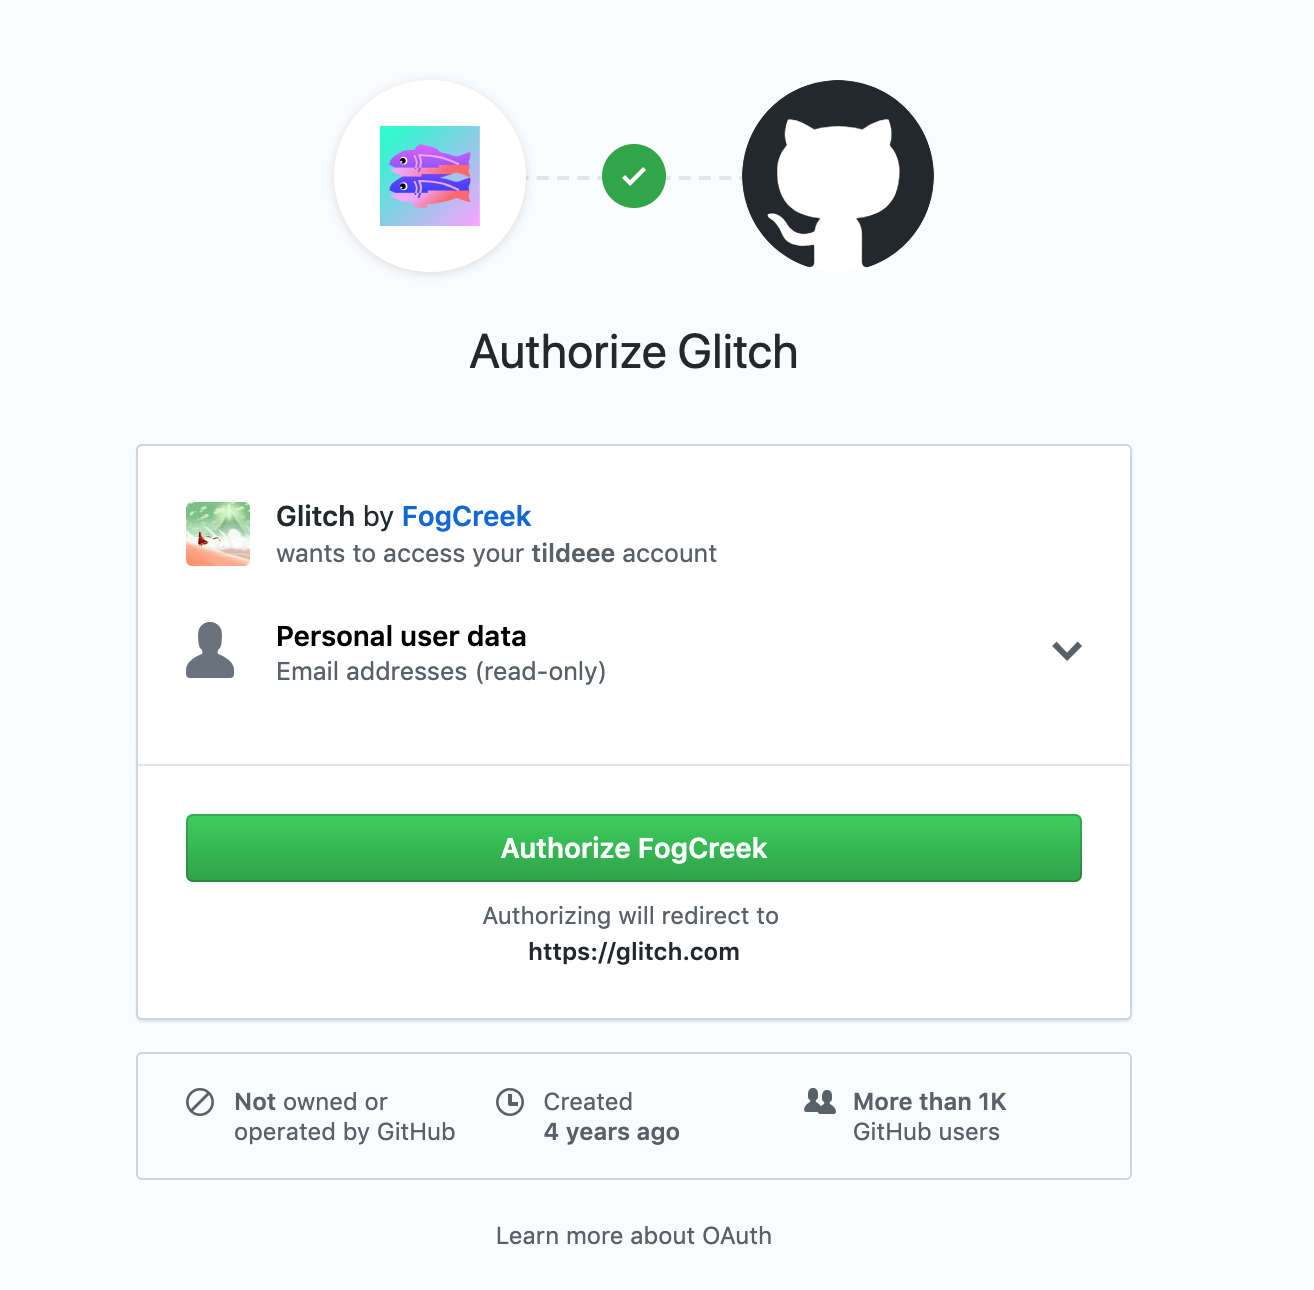 Authorize Glitch
Glitch by FogCreek
wants to access your tildeee account
Personal user data
Email addresses (read-only)
Authorize FogCreek
Authorizing will redirect to
https://glitch.com
Not owned or
operated by GitHub
Created
4 years ago
More than 1K
GitHub users
Learn more about OAuth